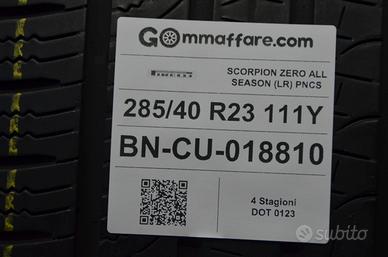 Gommaffare.com
SCORPION ZERO ALL
SEASON (LR) PNCS
285/40 R23 111Y
BN-CU-018810
4 Stagioni
DOT 0123
subito